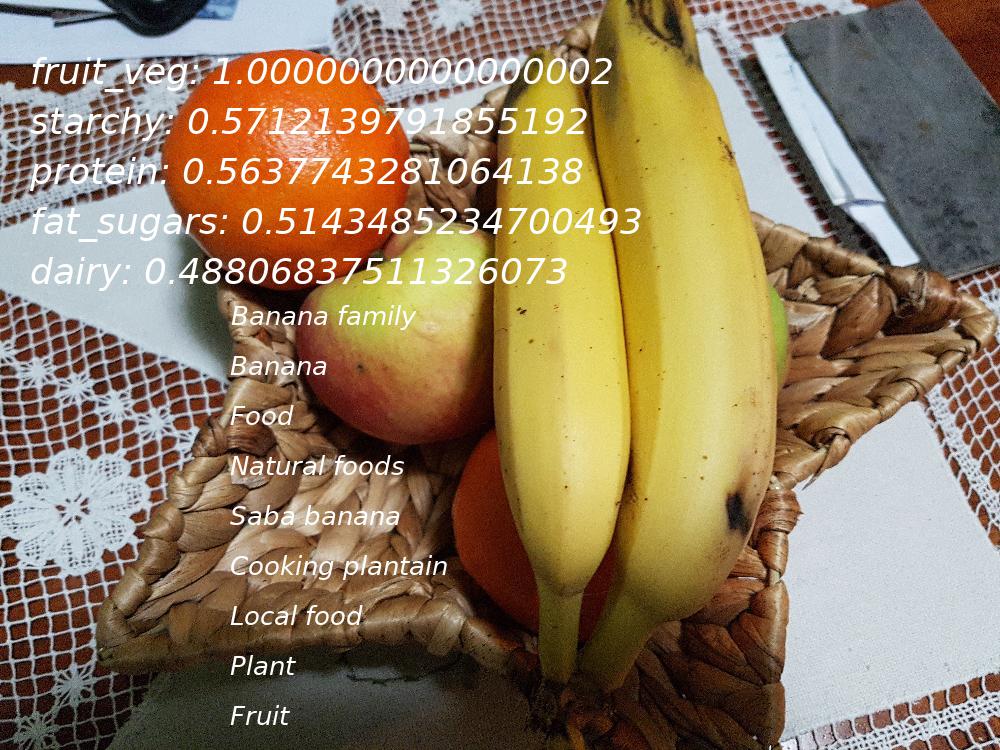 fruit_veg: 1.0000000000000002
starchy: 0.5712139791855192
protein: 0.5637743281064138
fat_sugars: 0.5143485234700493
dairy: 0.48806837511326073
Banana family
Banana
Food
Natural foods
Saba banana
Cooking plantain
Local food
Plant
Fruit